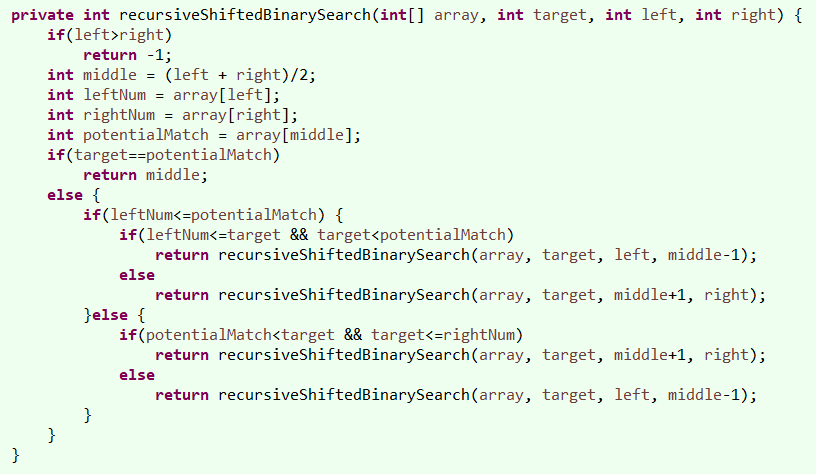 private int recursiveShiftedBinarySearch(int[] array, int target, int left, int right) {
    if(left>right)
        return -1;
    int middle = (left + right)/2;
    int leftNum = array[left];
    int rightNum = array[right];
    int potentialMatch = array[middle];
    if(target==potentialMatch)
        return middle;
    else {
        if(leftNum<=potentialMatch) {
            if(leftNum<=target && target<potentialMatch)
                return recursiveShiftedBinarySearch(array, target, left, middle-1);
            else
                return recursiveShiftedBinarySearch(array, target, middle+1, right);
        }else {
            if(potentialMatch<target && target<=rightNum)
                return recursiveShiftedBinarySearch(array, target, middle+1, right);
            else
                return recursiveShiftedBinarySearch(array, target, left, middle-1);
        }
    }
}